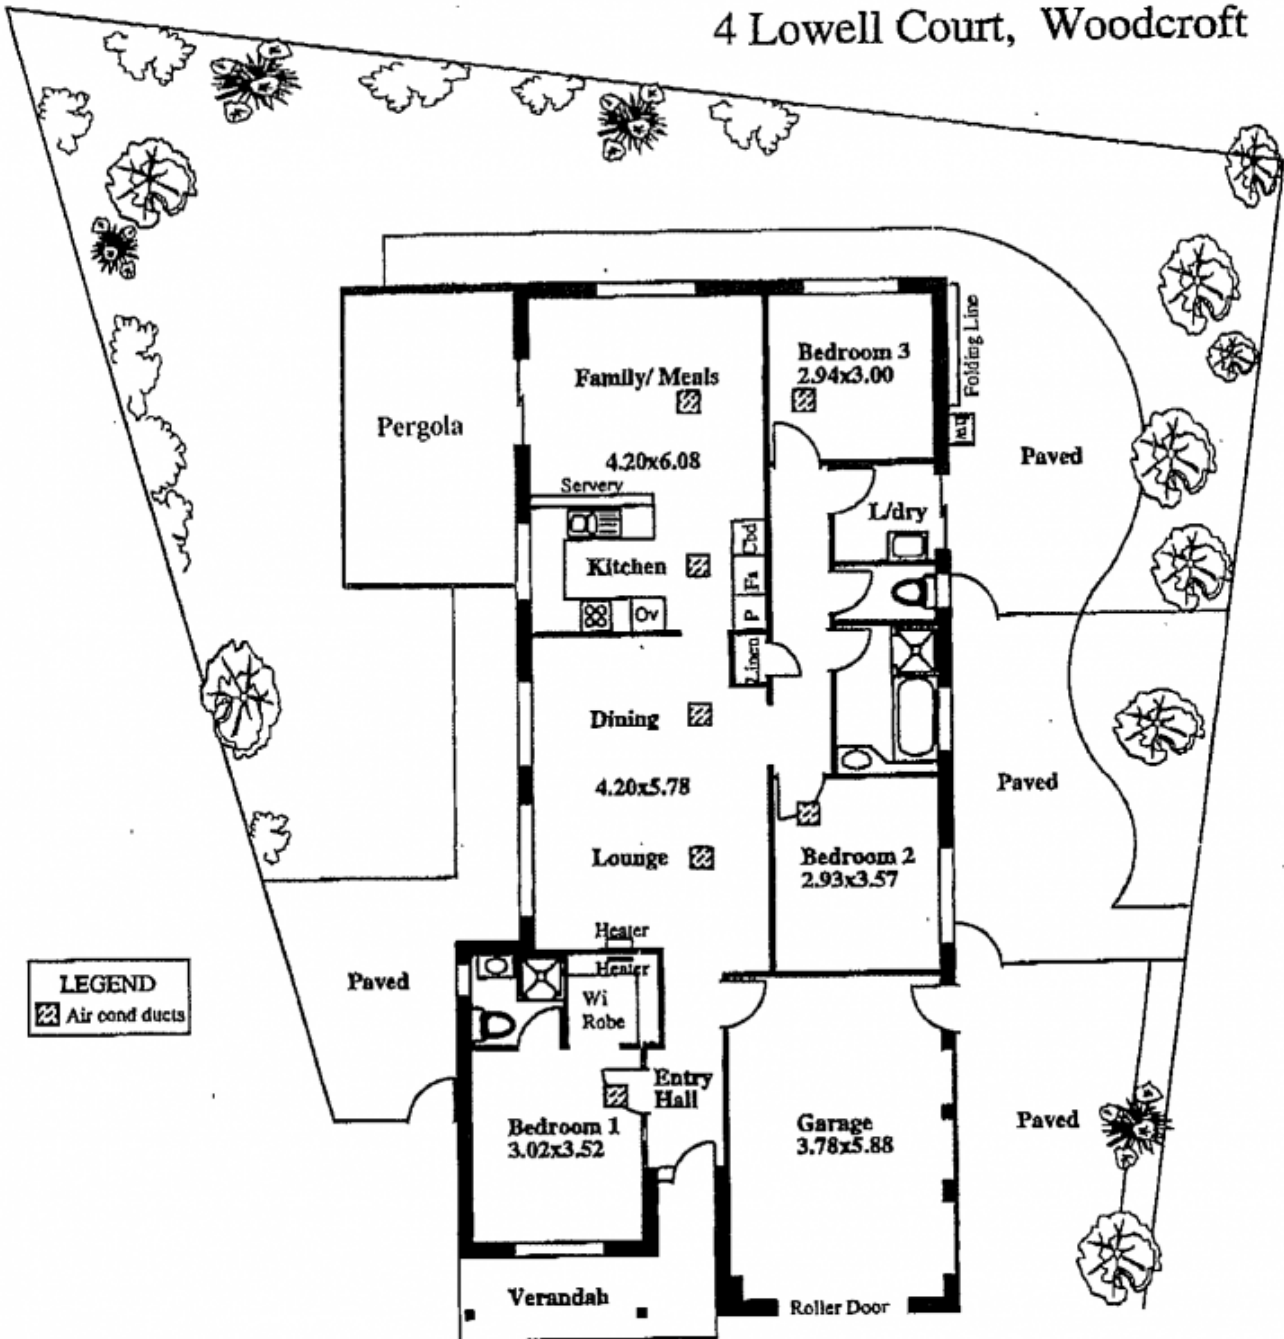 4 Lowell Court, Woodcroft
Bedroom 3
2.94x3.00
Folding Line
Family/ Meals
Pergola
4.20x6.08
Servery
Paved
L/dry
Cbd
Kitchen
Fa
P
Ov
Linen
Dining
4.20x5.78
Paved
Lounge
Bedroom 2
2.93x3.57
Heater
Heater
LEGEND
Air cond ducts
Paved
Wi
Robe
Entry
Hall
Bedroom 1
3.02x3.52
Garage
3.78x5.88
Paved
Verandah
Roller Door